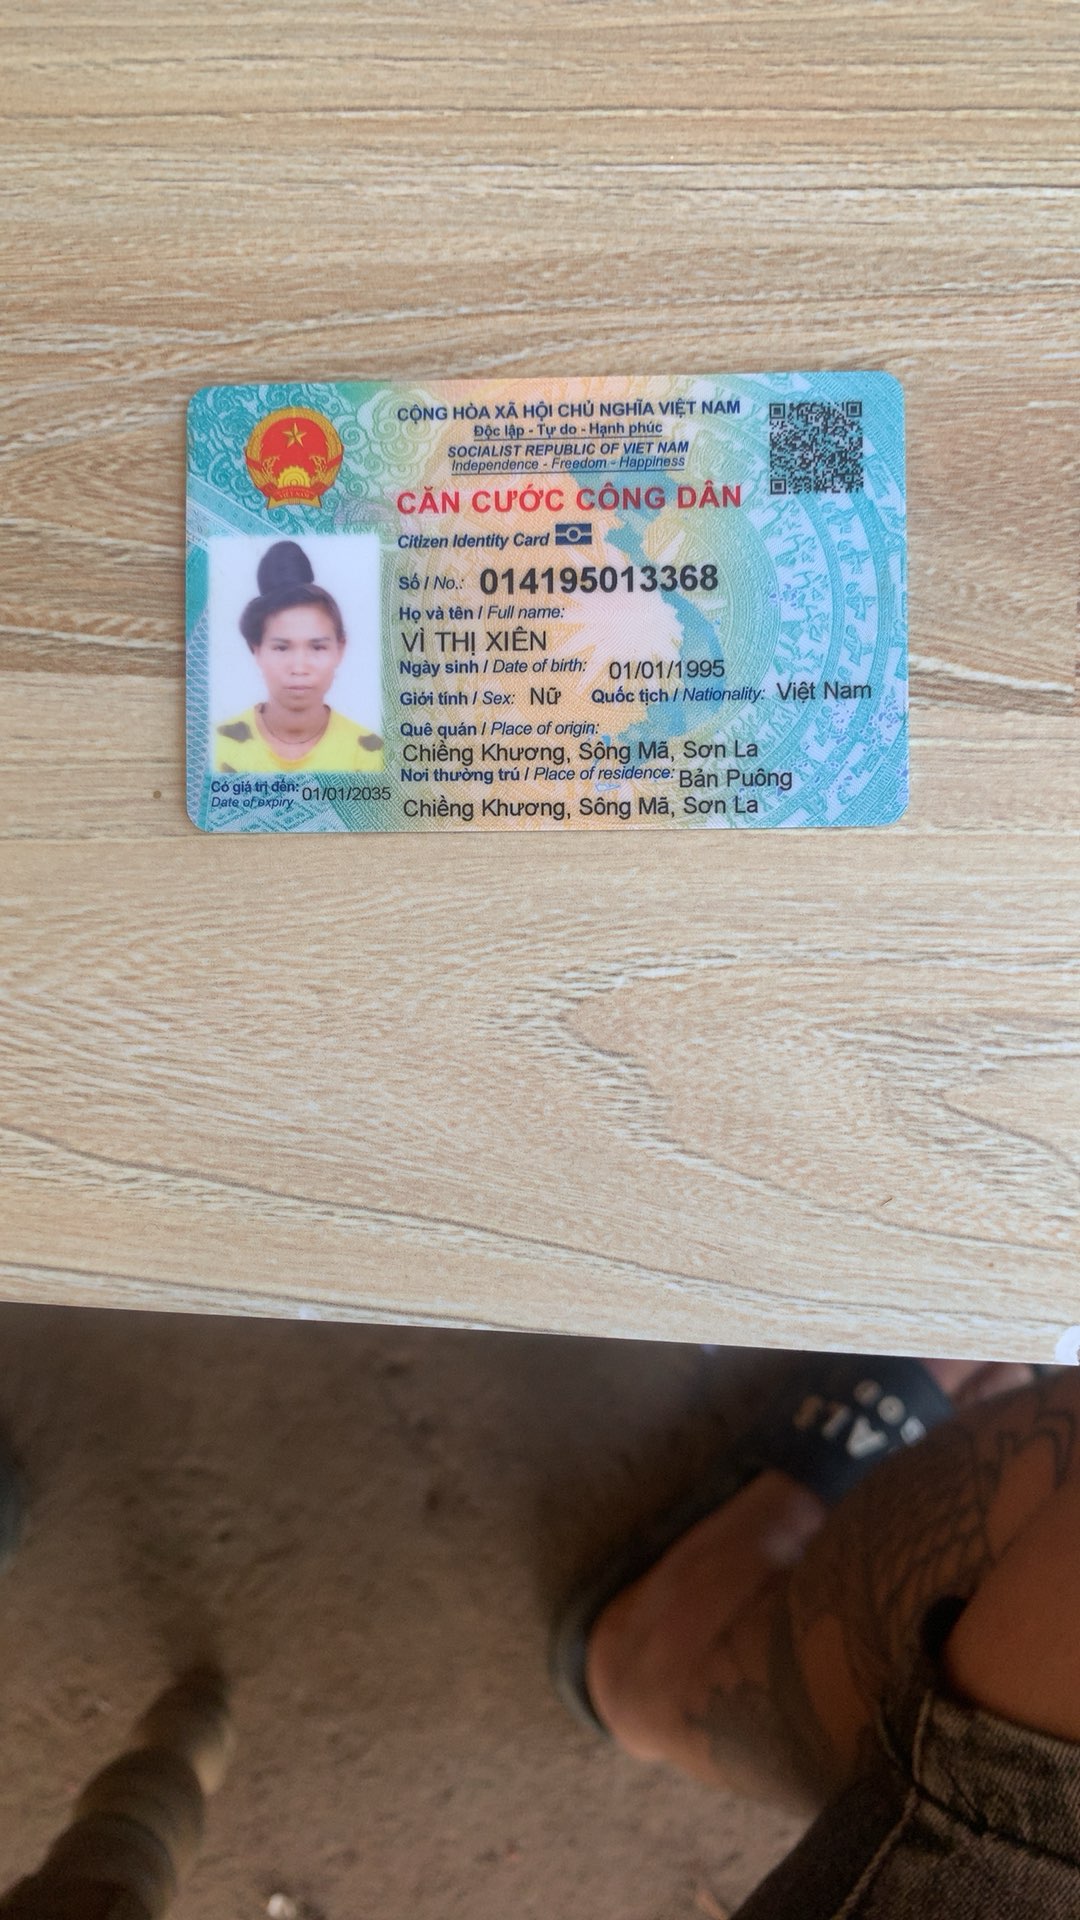 CỘNG HÒA XÃ HỘI CHỦ NGHĨA VIỆT NAM
Độc lập - Tự do - Hạnh phúc
SOCIALIST REPUBLIC OF VIET NAM
Independence - Freedom - Happiness
CĂN CƯỚC CÔNG DÂN
Citizen Identity Card
Số / No.: 014195013368
Họ và tên / Full name:
VÌ THỊ XIÊN
Ngày sinh / Date of birth: 01/01/1995
Giới tính / Sex: Nữ Quốc tịch / Nationality: Việt Nam
Quê quán / Place of origin:
Chiềng Khương, Sông Mã, Sơn La
Nơi thường trú / Place of residence: Bản Puông
Chiềng Khương, Sông Mã, Sơn La
Có giá trị đến: 01/01/2035
Date of expiry